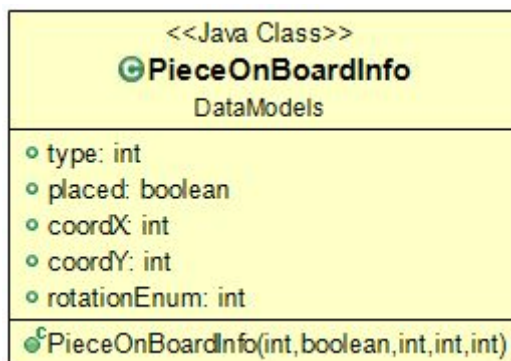 <<Java Class>>
PieceOnBoardInfo
DataModels
type: int
placed: boolean
coordX: int
coordY: int
rotationEnum: int
PieceOnBoardInfo(int,boolean,int,int,int)